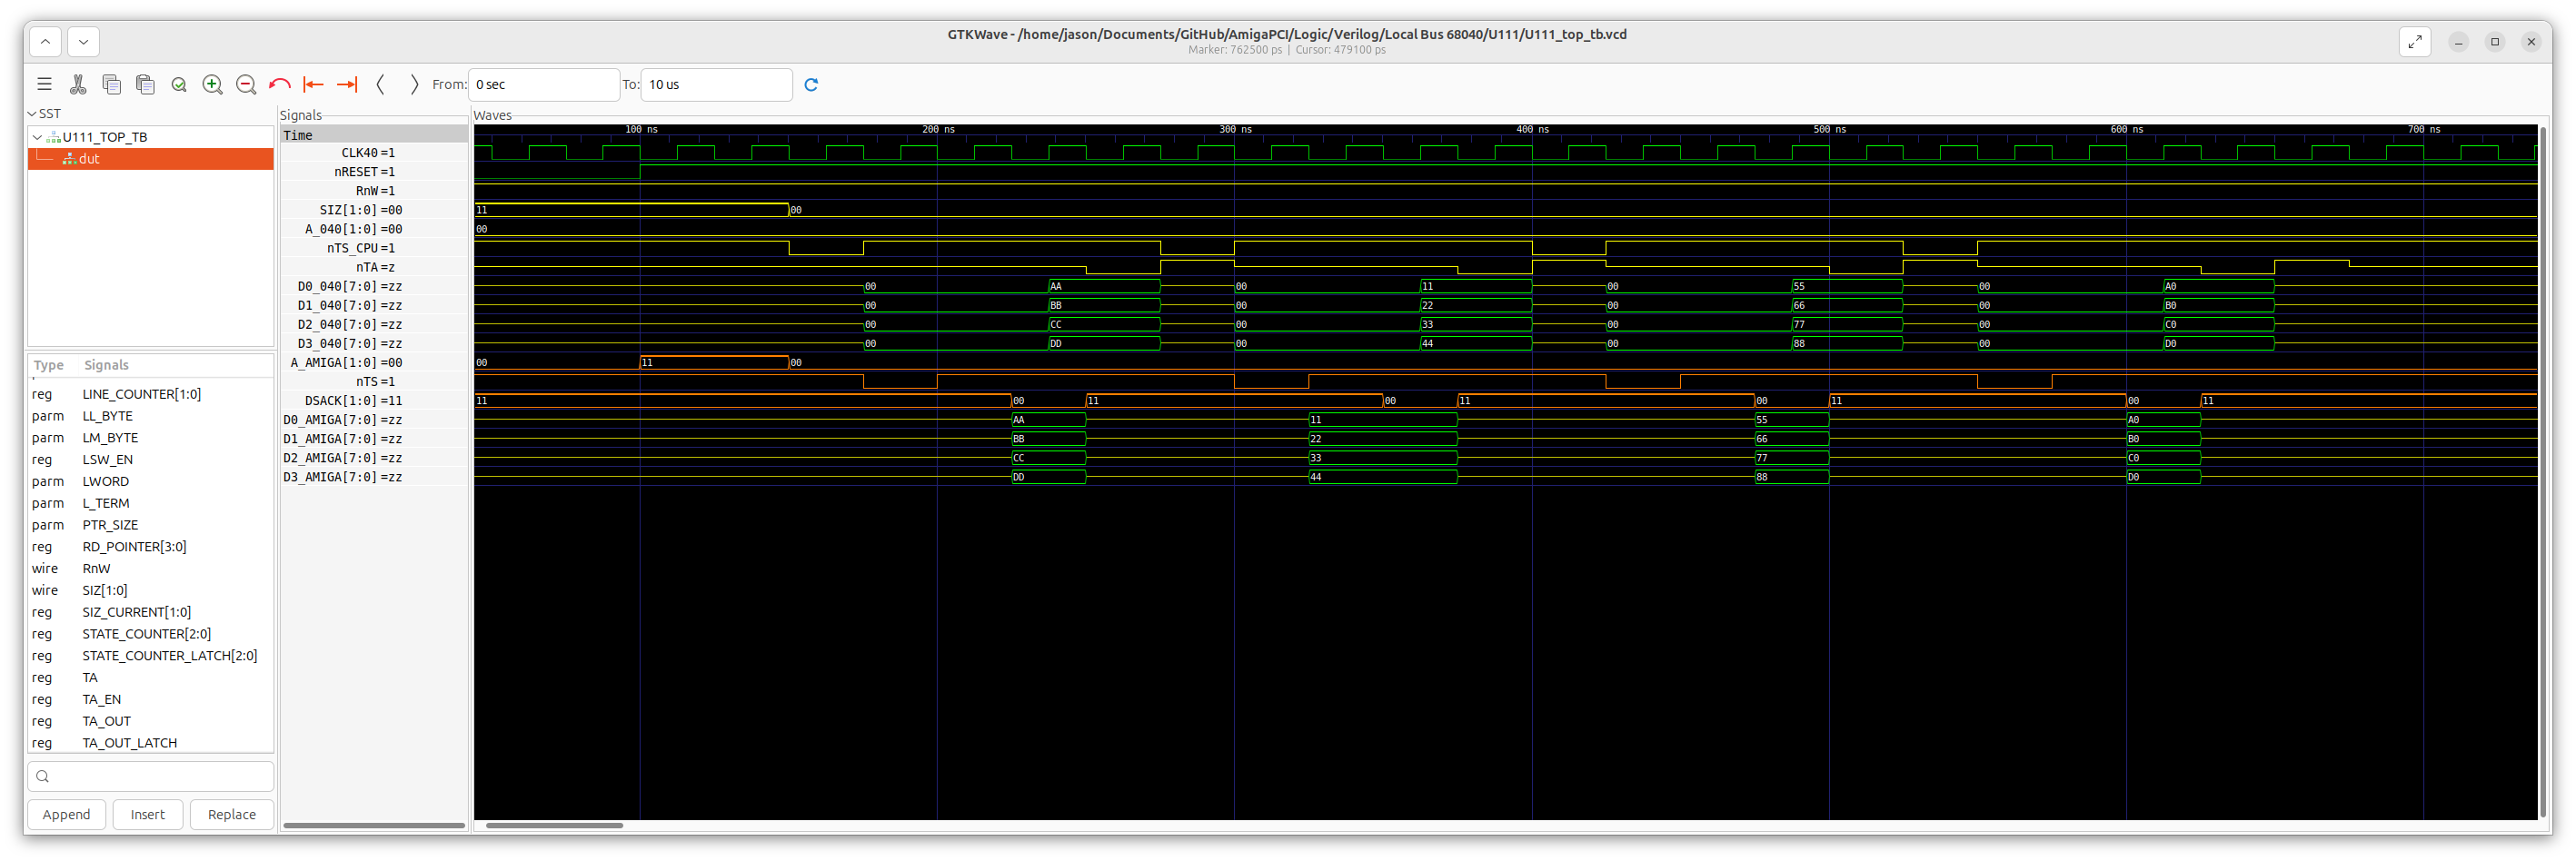 GTKWave - /home/jason/Documents/GitHub/AmigaPCI/Logic/Verilog/Local Bus 68040/U111/U111_top_tb.vcd
Marker: 762500 ps | Cursor: 479100 ps
From: 0 sec To: 10 us
SST
U111_TOP_TB
dut
Type Signals
reg LINE_COUNTER[1:0]
parm LL_BYTE
parm LM_BYTE
reg LSW_EN
parm LWORD
parm L_TERM
parm PTR_SIZE
reg RD_POINTER[3:0]
wire RnW
wire SIZ[1:0]
reg SIZ_CURRENT[1:0]
reg STATE_COUNTER[2:0]
reg STATE_COUNTER_LATCH[2:0]
reg TA
reg TA_EN
reg TA_OUT
reg TA_OUT_LATCH
Append Insert Replace
Signals
Time
CLK40 =1
nRESET =1
RnW =1
SIZ[1:0] =00
A_040[1:0] =00
nTS_CPU =1
nTA =z
D0_040[7:0] =zz
D1_040[7:0] =zz
D2_040[7:0] =zz
D3_040[7:0] =zz
A_AMIGA[1:0] =00
nTS =1
DSACK[1:0] =11
D0_AMIGA[7:0] =zz
D1_AMIGA[7:0] =zz
D2_AMIGA[7:0] =zz
D3_AMIGA[7:0] =zz
Waves
100 ns 200 ns 300 ns 400 ns 500 ns 600 ns 700 ns
11 00
00
00 AA 00 11 00 55 00 A0
00 BB 00 22 00 66 00 B0
00 CC 00 33 00 77 00 C0
00 DD 00 44 00 88 00 D0
00 11 00
11 00 11 00 11 00 11 00 11
AA 11 55 A0
BB 22 66 B0
CC 33 77 C0
DD 44 88 D0